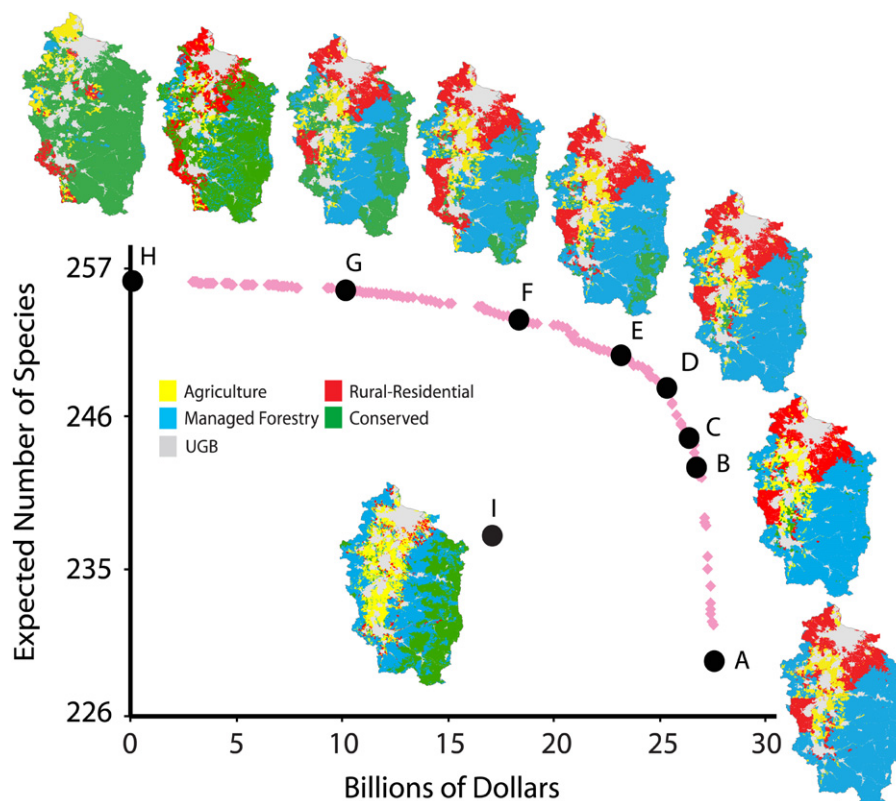 H
G
F
E
D
C
B
A
I
257
246
235
226
Expected Number of Species
Agriculture
Rural-Residential
Managed Forestry
Conserved
UGB
0 5 10 15 20 25 30
Billions of Dollars